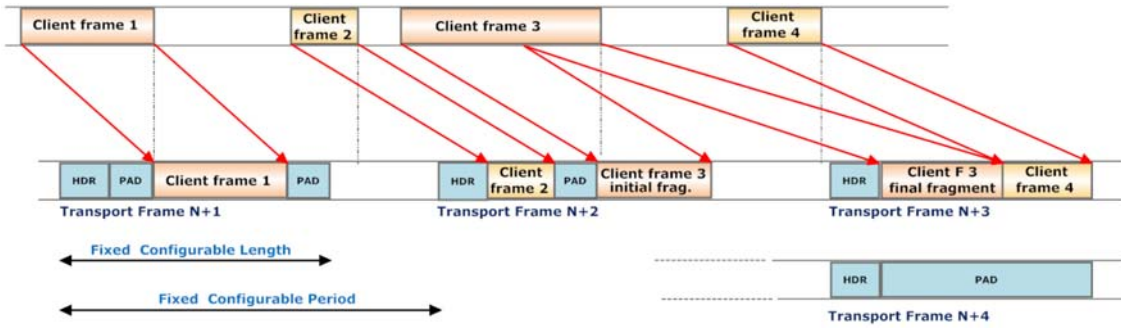 Client frame 1
Client
frame 2
Client frame 3
Client
frame 4
HDR
PAD
Client frame 1
PAD
HDR
Client
frame 2
PAD
Client frame 3
initial frag.
HDR
Client F 3
final fragment
Client
frame 4
Transport Frame N+1
Transport Frame N+2
Transport Frame N+3
Fixed Configurable Length
HDR
PAD
Fixed Configurable Period
Transport Frame N+4